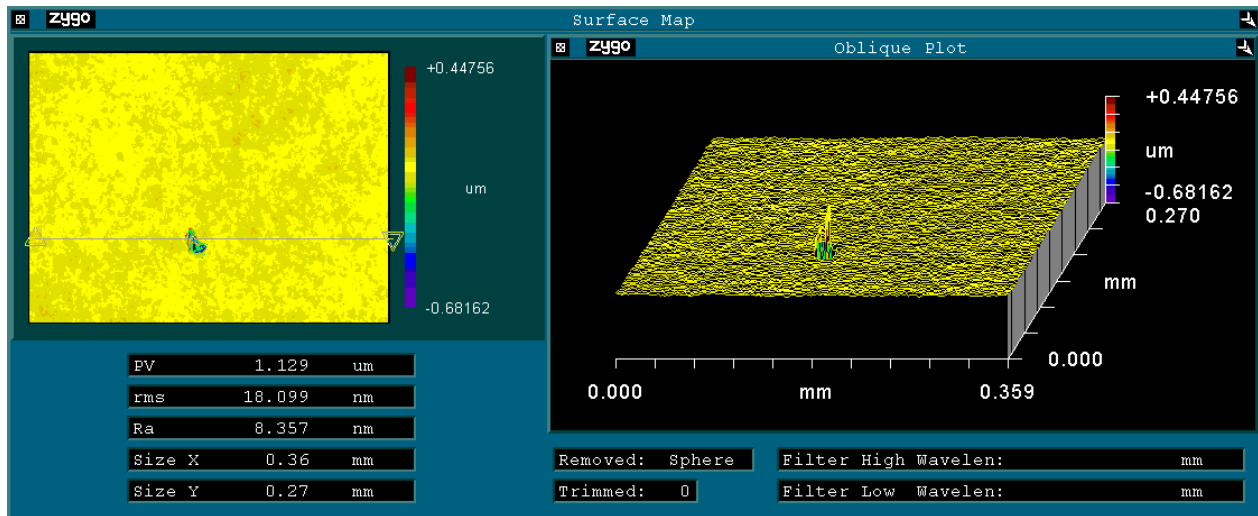 zygo Surface Map
+0.44756
um
-0.68162
PV 1.129 um
rms 18.099 nm
Ra 8.357 nm
Size X 0.36 mm
Size Y 0.27 mm
zygo Oblique Plot
+0.44756
um
-0.68162
0.270
mm
0.000
0.000 mm 0.359
Removed: Sphere
Trimmed: 0
Filter High Wavelen: mm
Filter Low Wavelen: mm